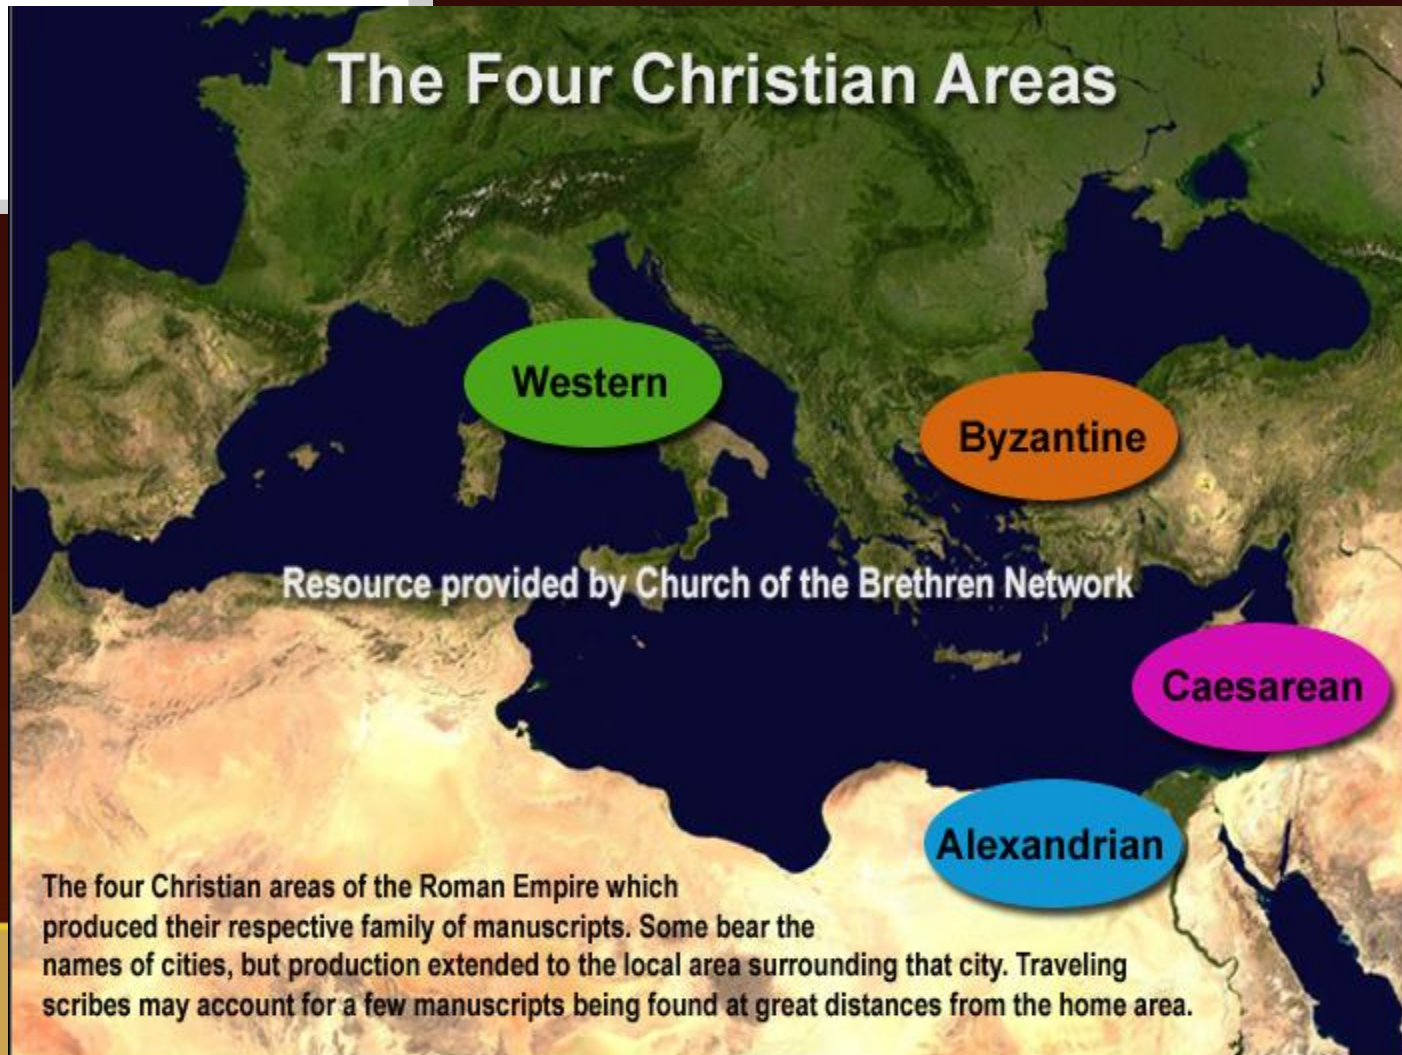 The Four Christian Areas
Western
Byzantine
Resource provided by Church of the Brethren Network
Caesarean
Alexandrian
The four Christian areas of the Roman Empire which
produced their respective family of manuscripts. Some bear the
names of cities, but production extended to the local area surrounding that city. Traveling
scribes may account for a few manuscripts being found at great distances from the home area.